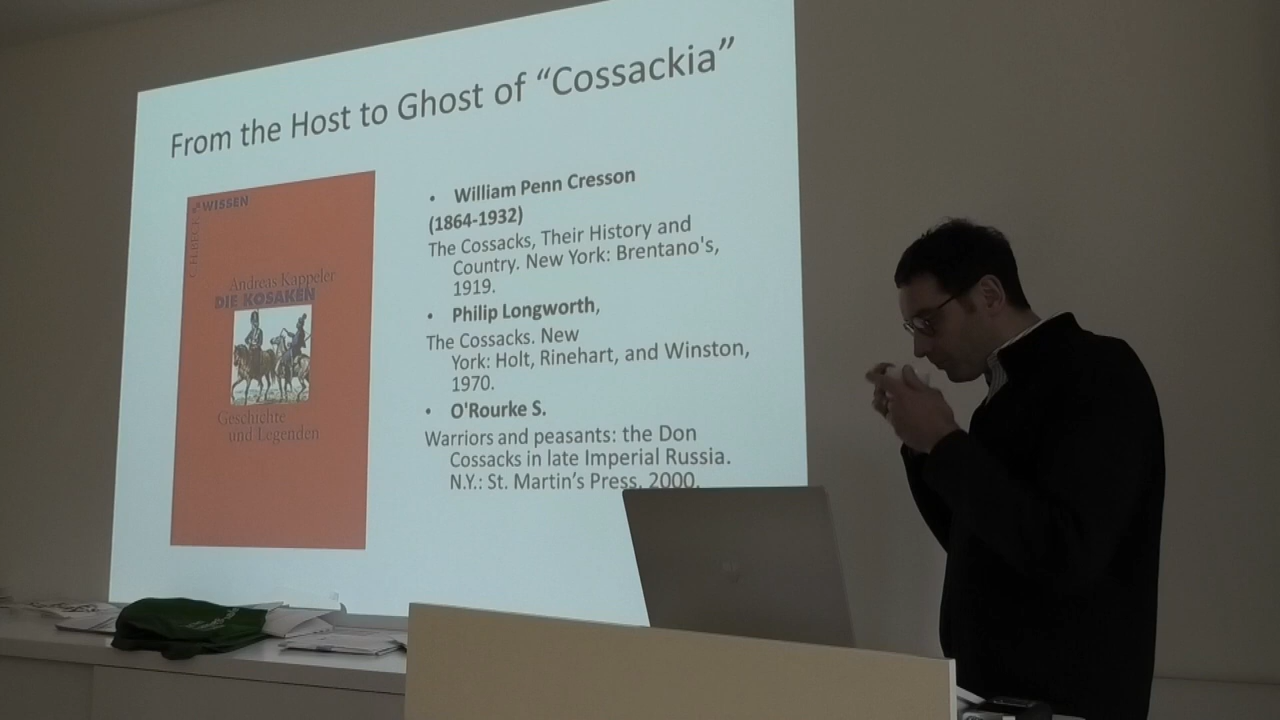 From the Host to Ghost of “Cossackia”
WISSEN
C.H.BECK
Andreas Kappeler
DIE KOSAKEN
Geschichte
und Legenden
• William Penn Cresson
(1864-1932)
The Cossacks, Their History and
Country. New York: Brentano's,
1919.
• Philip Longworth,
The Cossacks. New
York: Holt, Rinehart, and Winston,
1970.
• O'Rourke S.
Warriors and peasants: the Don
Cossacks in late Imperial Russia.
N.Y.: St. Martin’s Press, 2000.